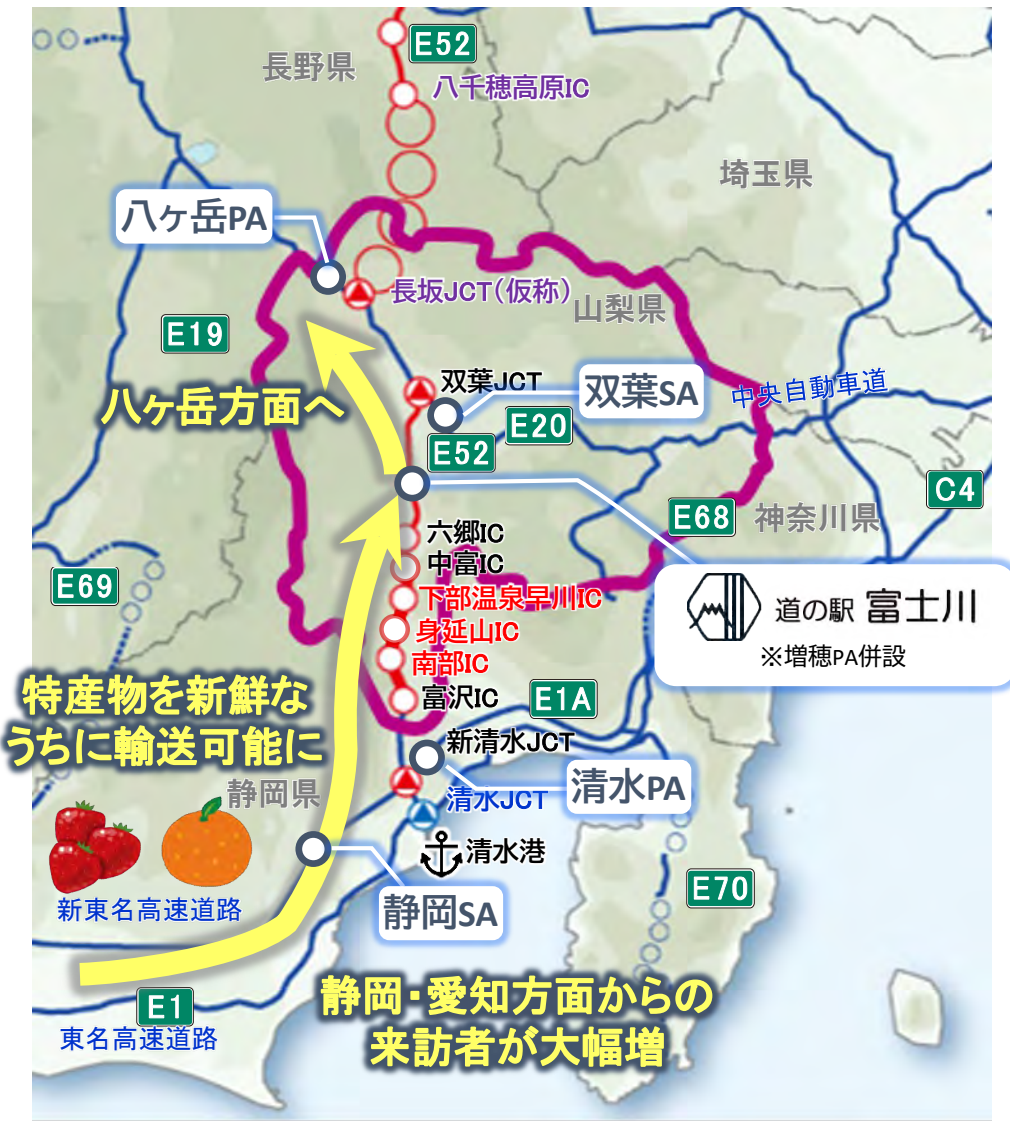 E52
長野県
八千穂高原IC
埼玉県
八ヶ岳PA
長坂JCT(仮称)
山梨県
E19
双葉JCT
双葉SA
中央自動車道
八ヶ岳方面へ
E20
E52
C4
E68
神奈川県
六郷IC
中富IC
E69
下部温泉早川IC
道の駅 富士川
身延山IC
※増穂PA併設
南部IC
特産物を新鮮な
うちに輸送可能に
富沢IC
E1A
新清水JCT
静岡県
清水JCT
清水PA
清水港
E70
新東名高速道路
静岡SA
静岡・愛知方面からの
来訪者が大幅増
E1
東名高速道路